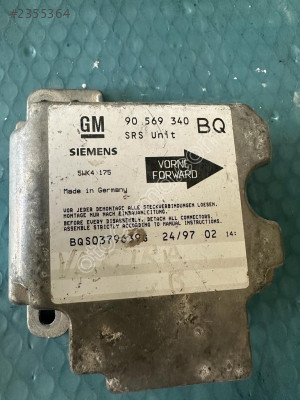 #2355364
GM
90 569 340 BQ
SRS Unit
SIEMENS
5WK4 175
VORNE
FORWARD
Made in Germany
VOR JEDER DEMONTAGE ALLE STECKVERBINDUNGEN LOESEN,
MONTAGE NUR NACH EINBAUANLEITUNG.
BEFORE ANY DISASSEMBLY, DETACH ALL CONNECTORS,
ASSEMBLE STRICTLY ACCORDING TO MANUAL INSTRUCTIONS.
24/97 02 14: